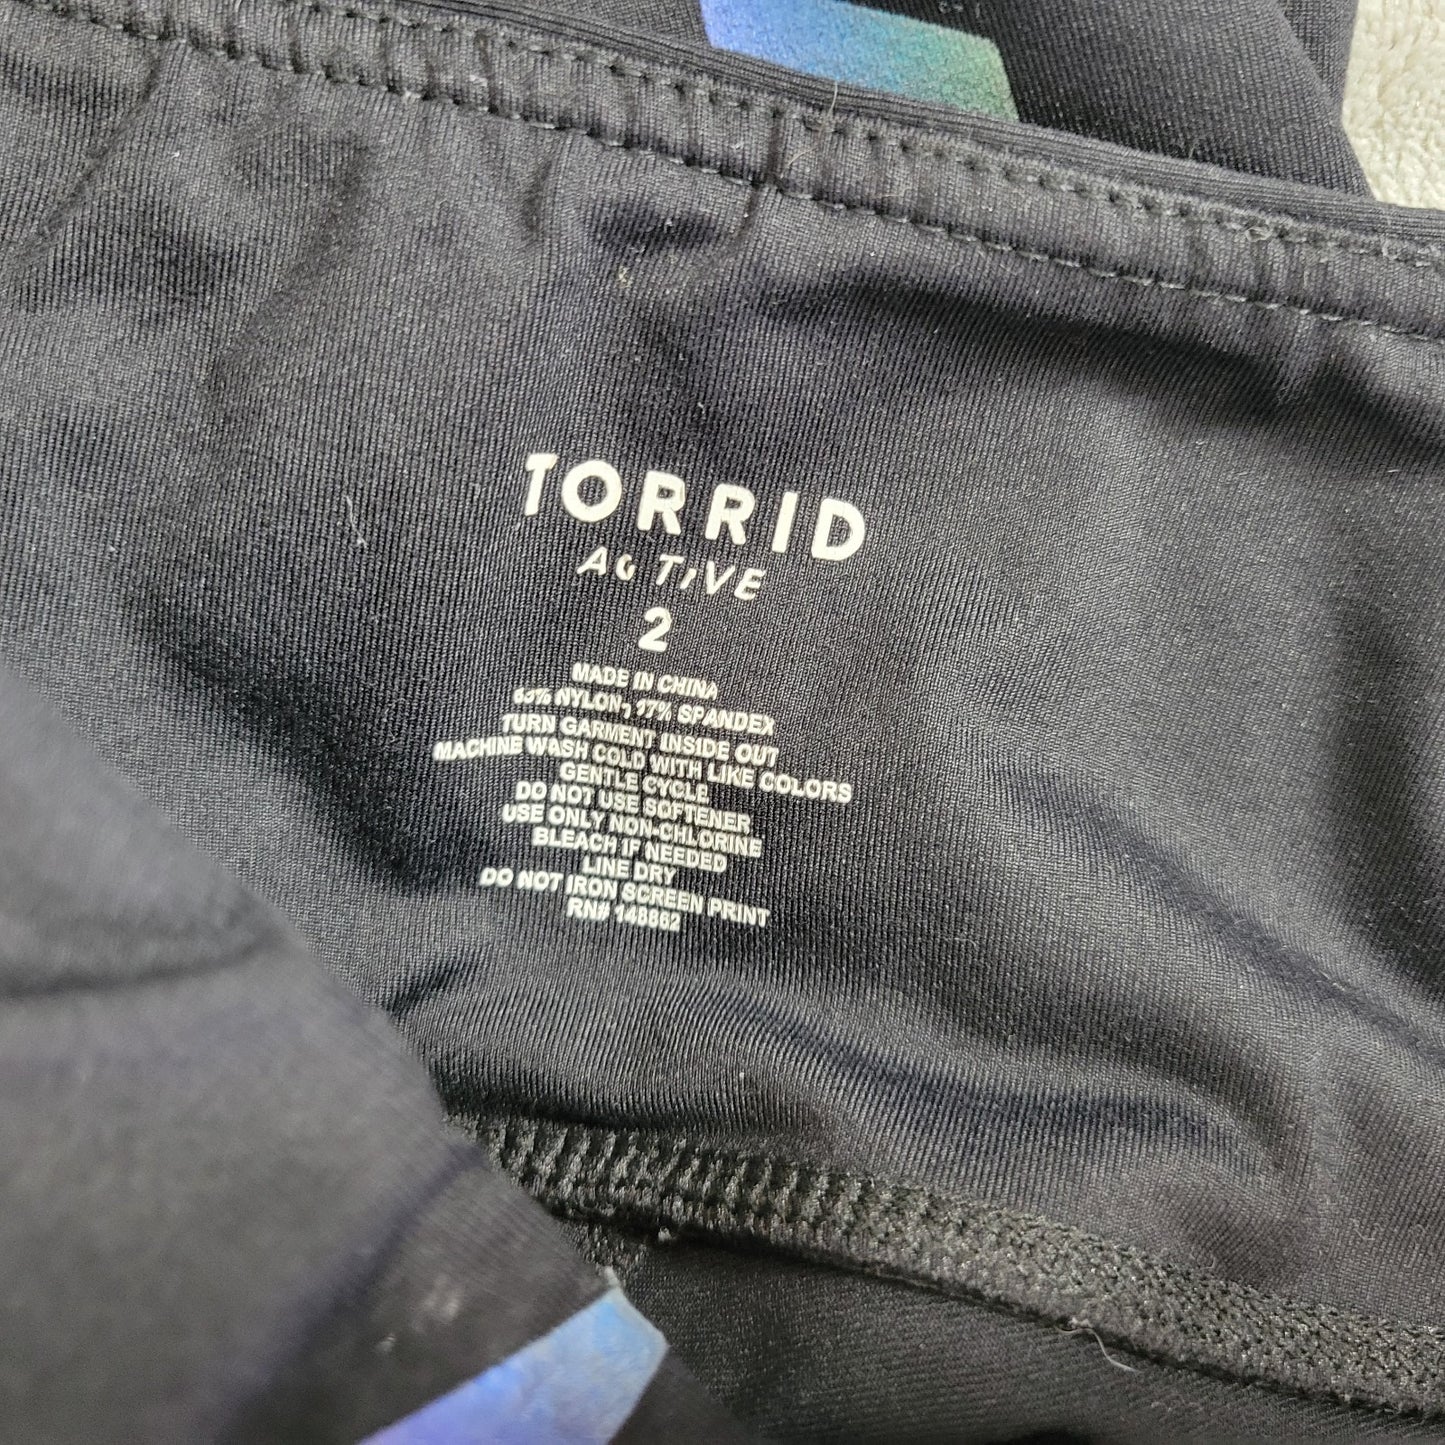 TORRID
ACTIVE
2
MADE IN CHINA
NYLON, 17% SPANDEX
TURN GARMENT INSIDE OUT
MACHINE WASH COLD WITH LIKE COLORS
GENTLE CYCLE
DO NOT USE SOFTENER
USE ONLY NON-CHLORINE
BLEACH IF NEEDED
LINE DRY
DO NOT IRON SCREEN PRINT
RN# 148862